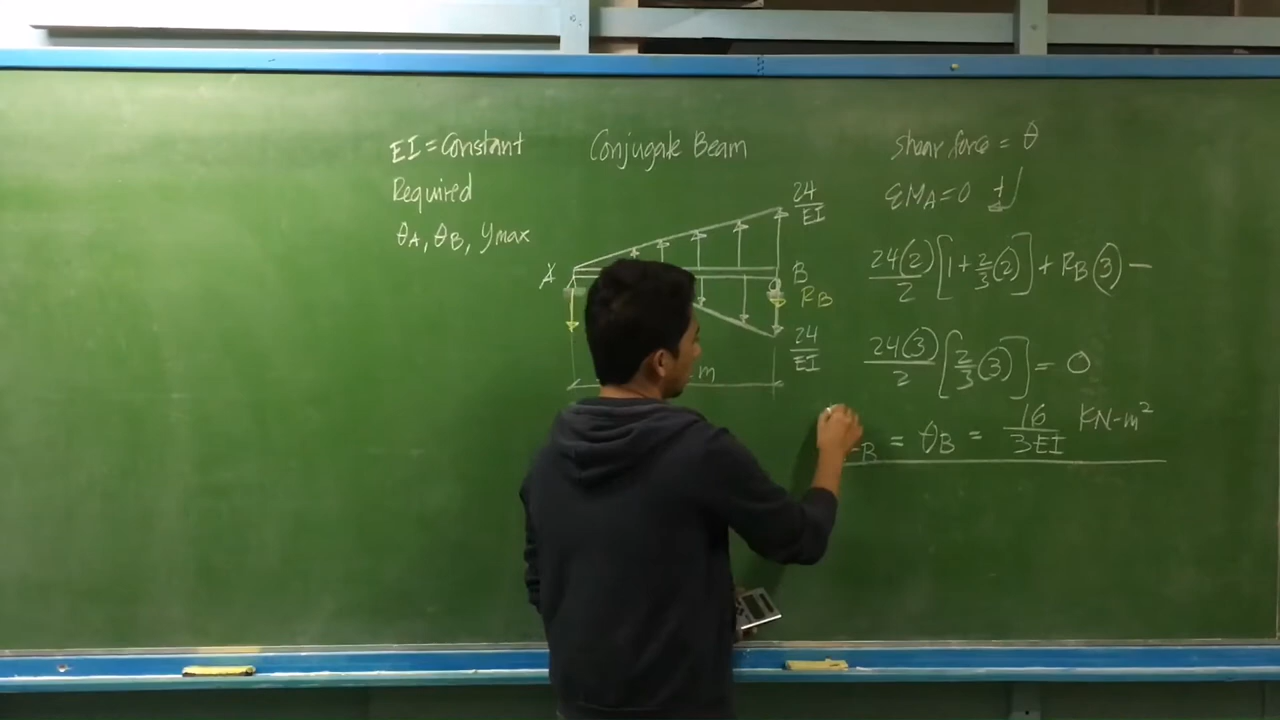 EI = Constant
Required
θA, θB, ymax
Conjugate Beam
24
EI
A
B
RB
24
EI
m
Shear force = θ
ΣMA = 0 +
24(2)/2 [1 + 2/3 (2)] + RB (3) −
24(3)/2 [2/3 (3)] = 0
B = θB = 16/3EI KN-m²